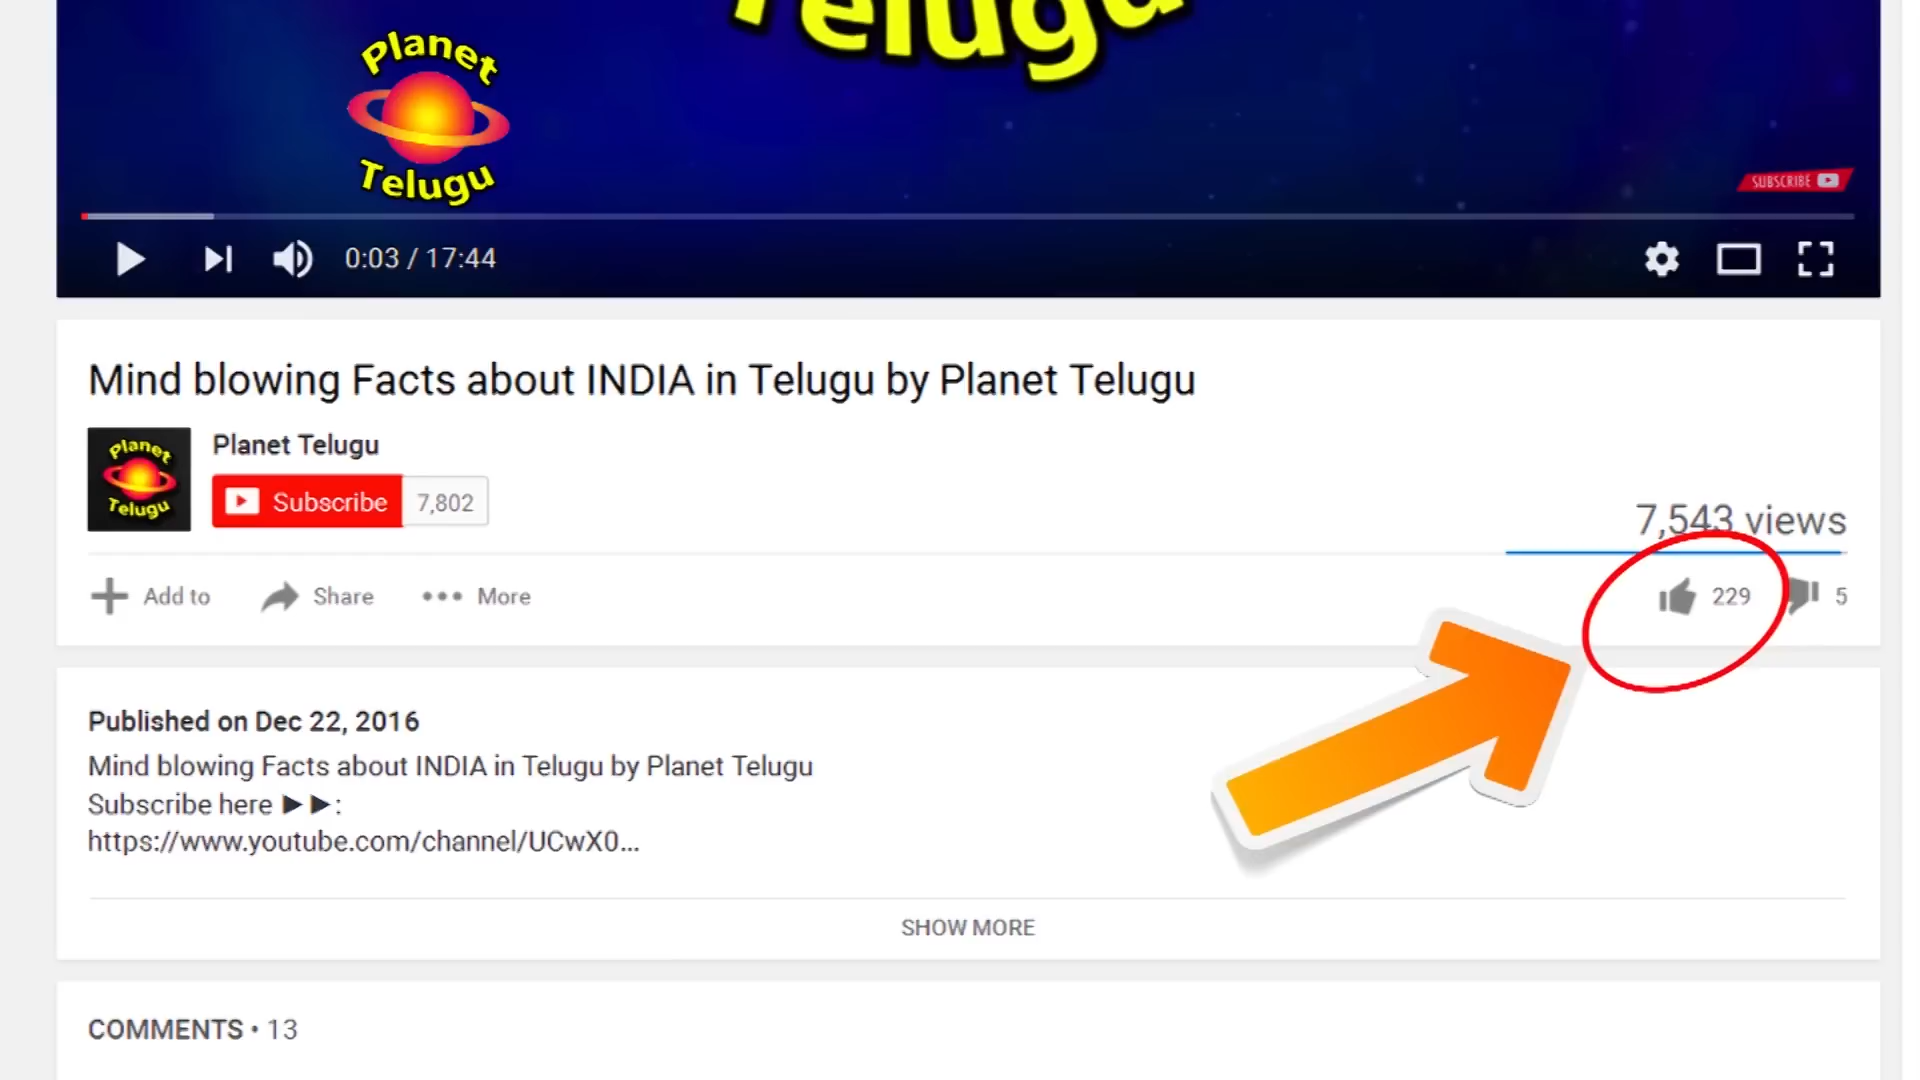 Telugu
Planet
Telugu
SUBSCRIBE
0:03 / 17:44
Mind blowing Facts about INDIA in Telugu by Planet Telugu
Planet
Telugu
Planet Telugu
Subscribe 7,802
7,543 views
Add to Share More 229 5
Published on Dec 22, 2016
Mind blowing Facts about INDIA in Telugu by Planet Telugu
Subscribe here ►►:
https://www.youtube.com/channel/UCwX0...
SHOW MORE
COMMENTS • 13